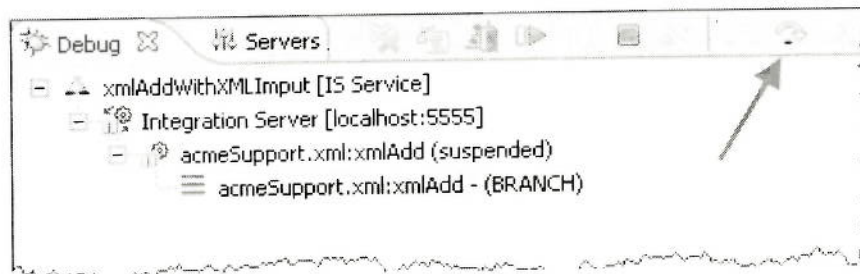 Debug Servers
xmlAddWithXMLImput [IS Service]
Integration Server [localhost:5555]
acmeSupport.xml:xmlAdd (suspended)
acmeSupport.xml:xmlAdd - (BRANCH)